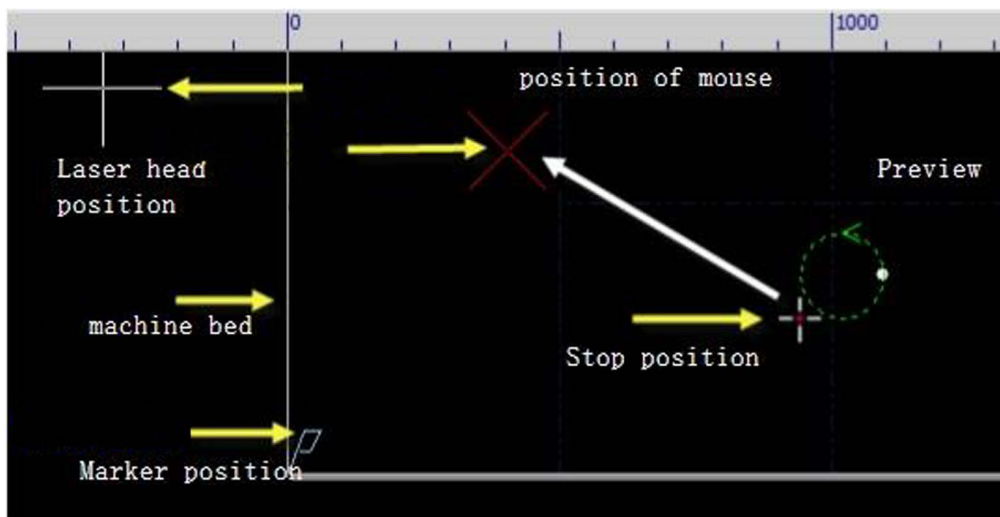 0
1000
position of mouse
Laser head
position
Preview
machine bed
Stop position
Marker position